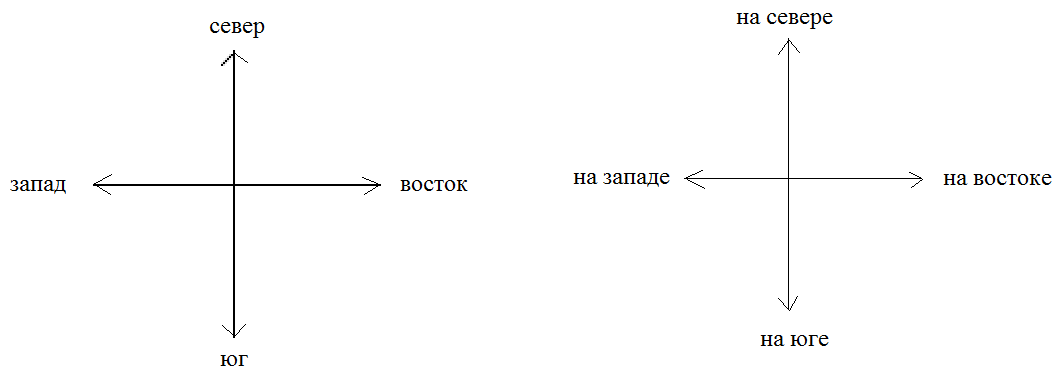 север
запад
восток
юг
на севере
на западе
на востоке
на юге